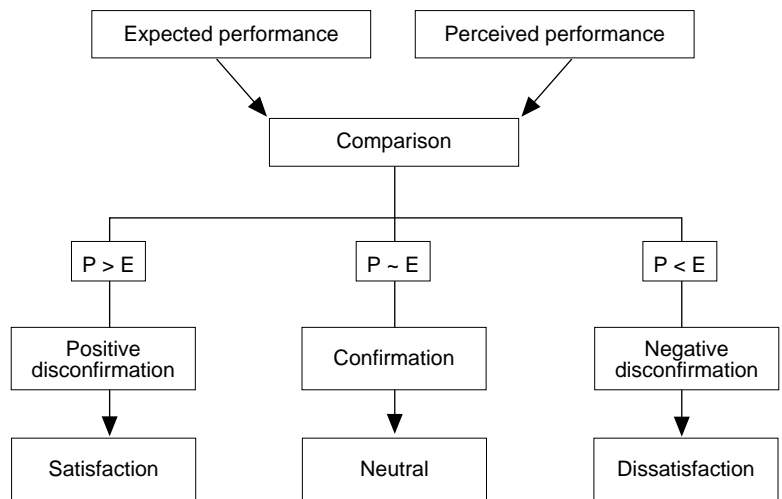 Expected performance
Perceived performance
Comparison
P > E
P ~ E
P < E
Positive
disconfirmation
Confirmation
Negative
disconfirmation
Satisfaction
Neutral
Dissatisfaction